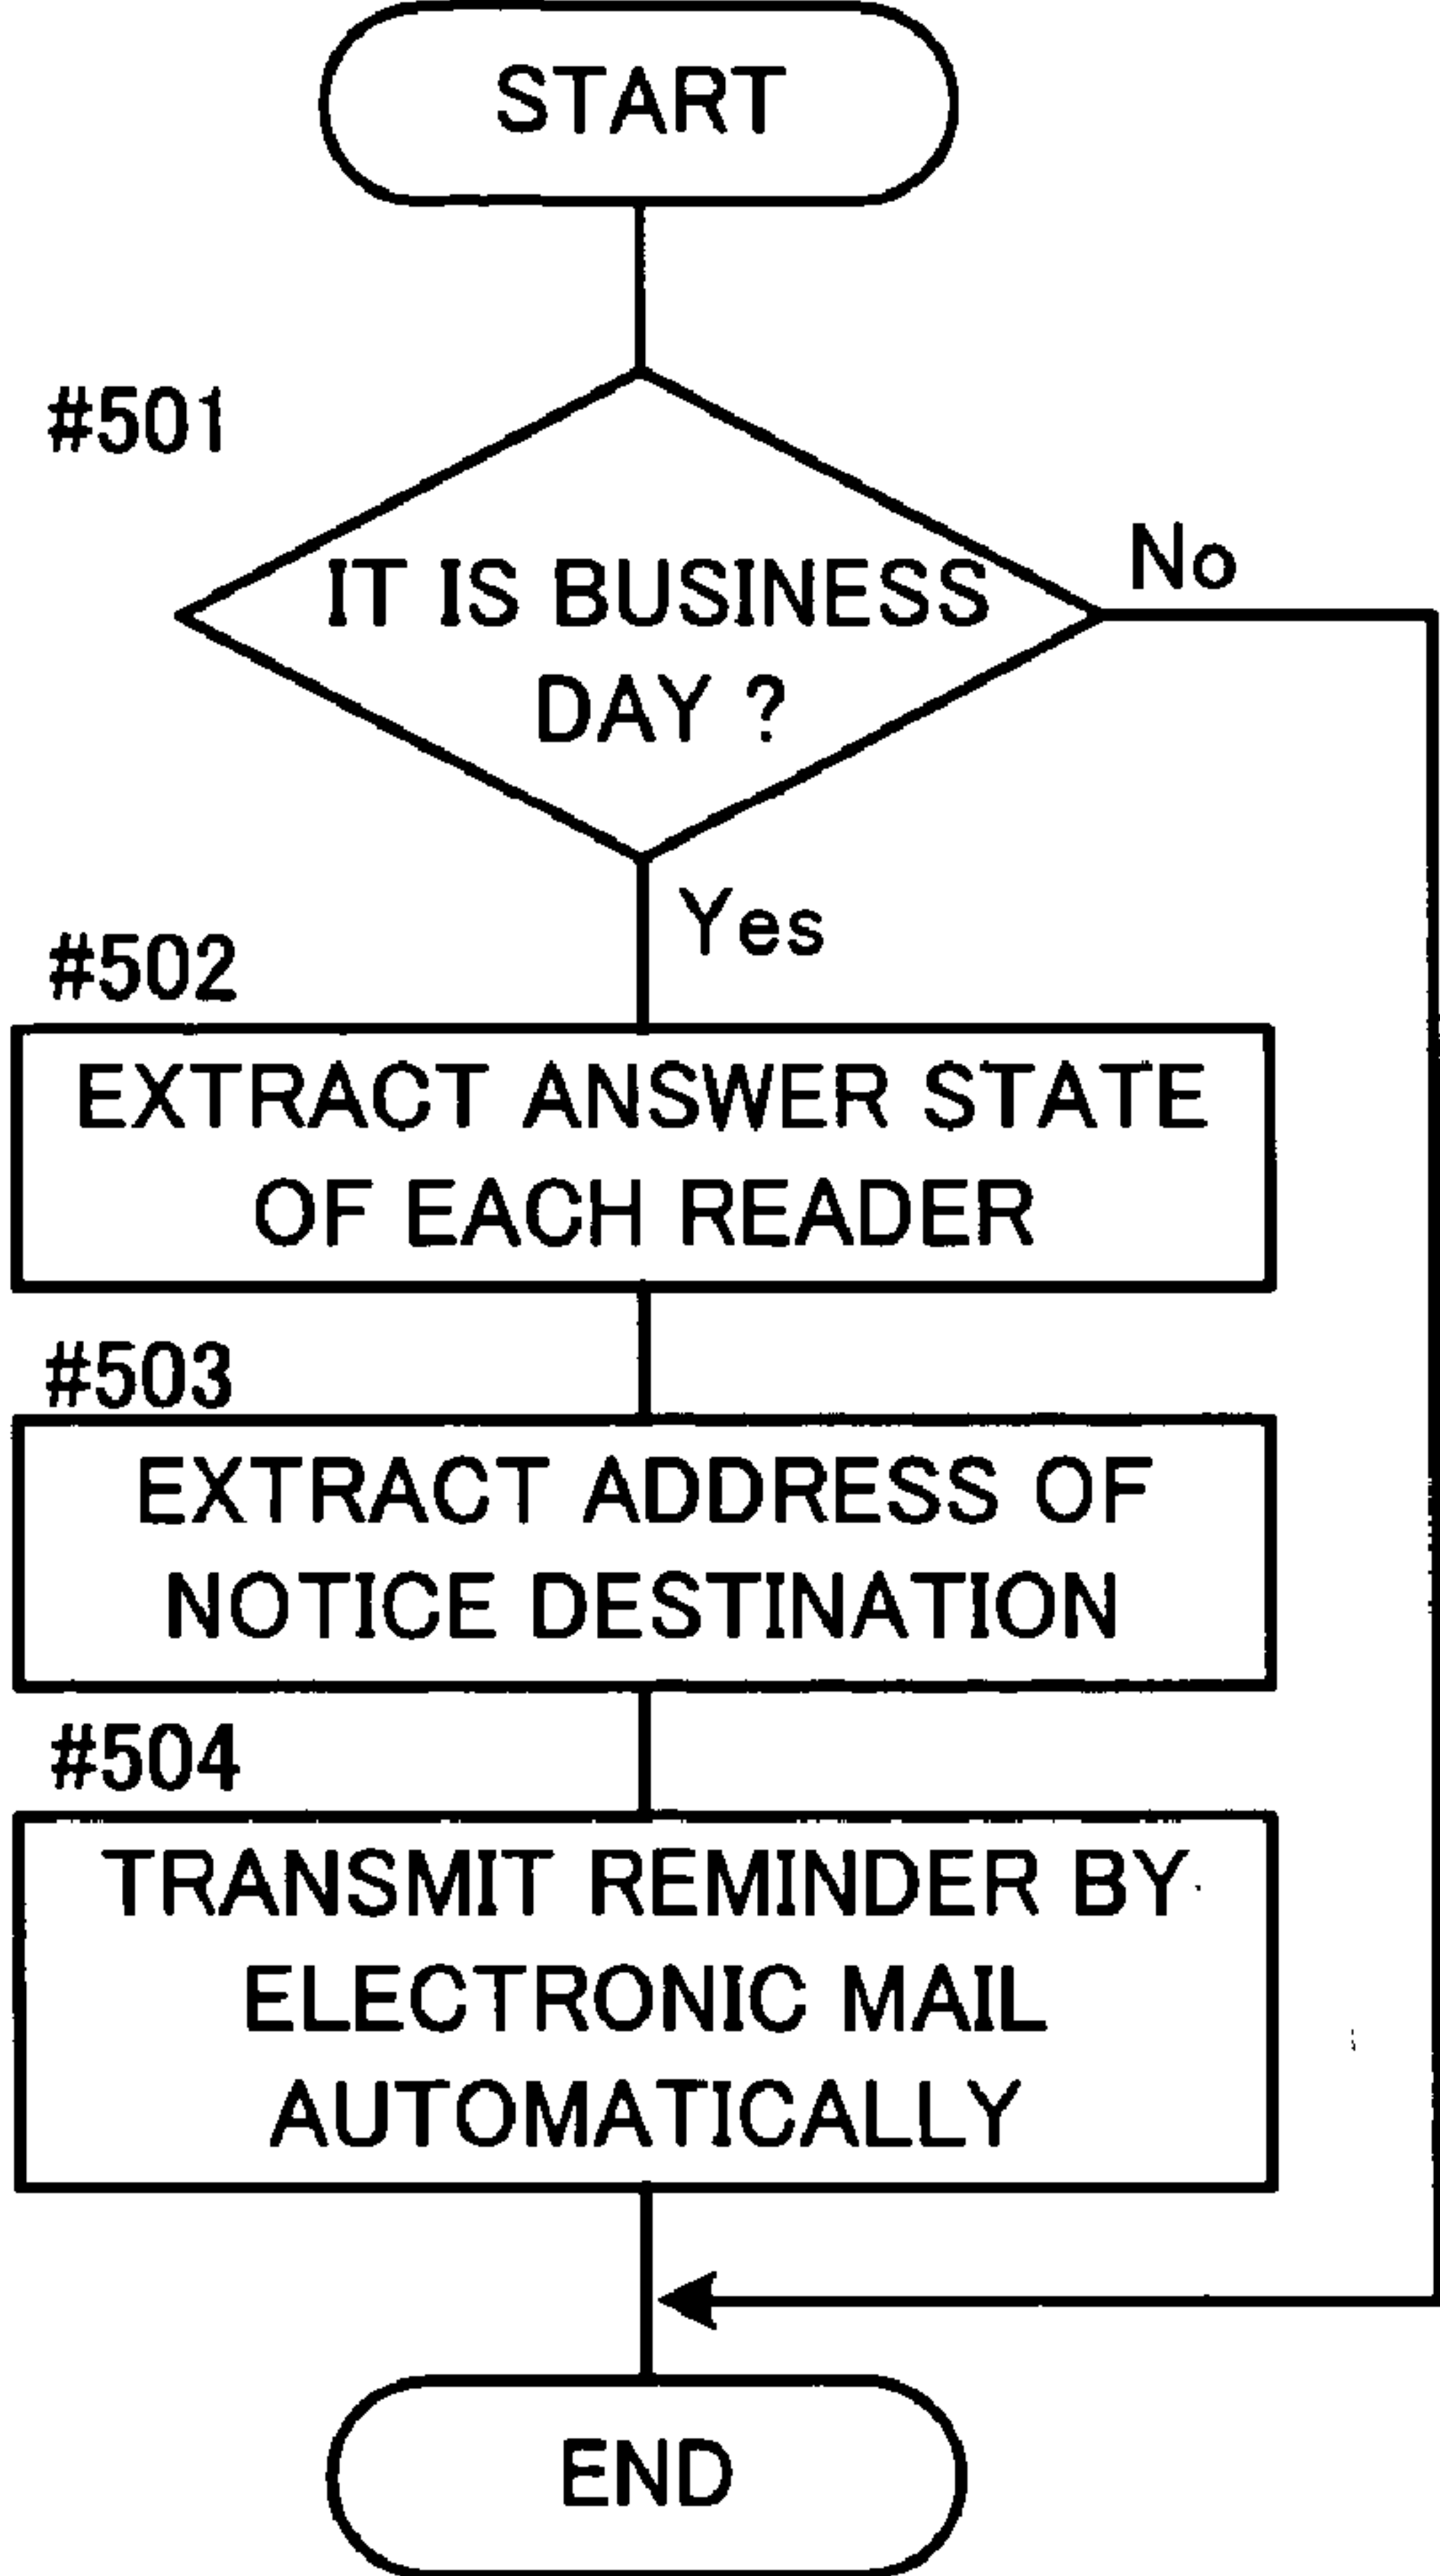 START
#501
IT IS BUSINESS
DAY ?
No
Yes
#502
EXTRACT ANSWER STATE
OF EACH READER
#503
EXTRACT ADDRESS OF
NOTICE DESTINATION
#504
TRANSMIT REMINDER BY
ELECTRONIC MAIL
AUTOMATICALLY
END